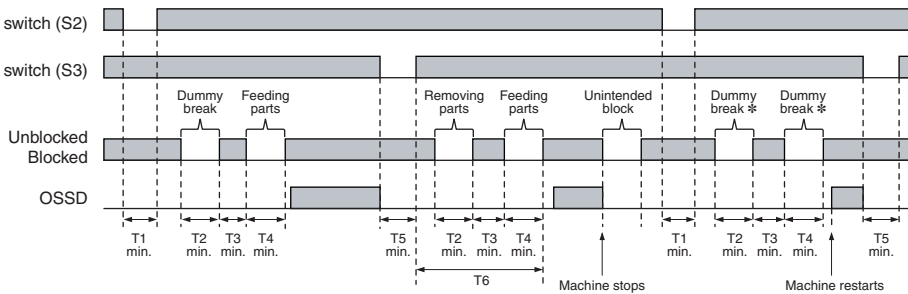 switch (S2)
switch (S3)
Dummy
break
Feeding
parts
Removing
parts
Feeding
parts
Unintended
block
Dummy
break ✻
Dummy
break ✻
Unblocked
Blocked
OSSD
T1
min.
T2
min.
T3
min.
T4
min.
T5
min.
T2
min.
T3
min.
T4
min.
T1
min.
T2
min.
T3
min.
T4
min.
T5
min.
T6
Machine stops
Machine restarts